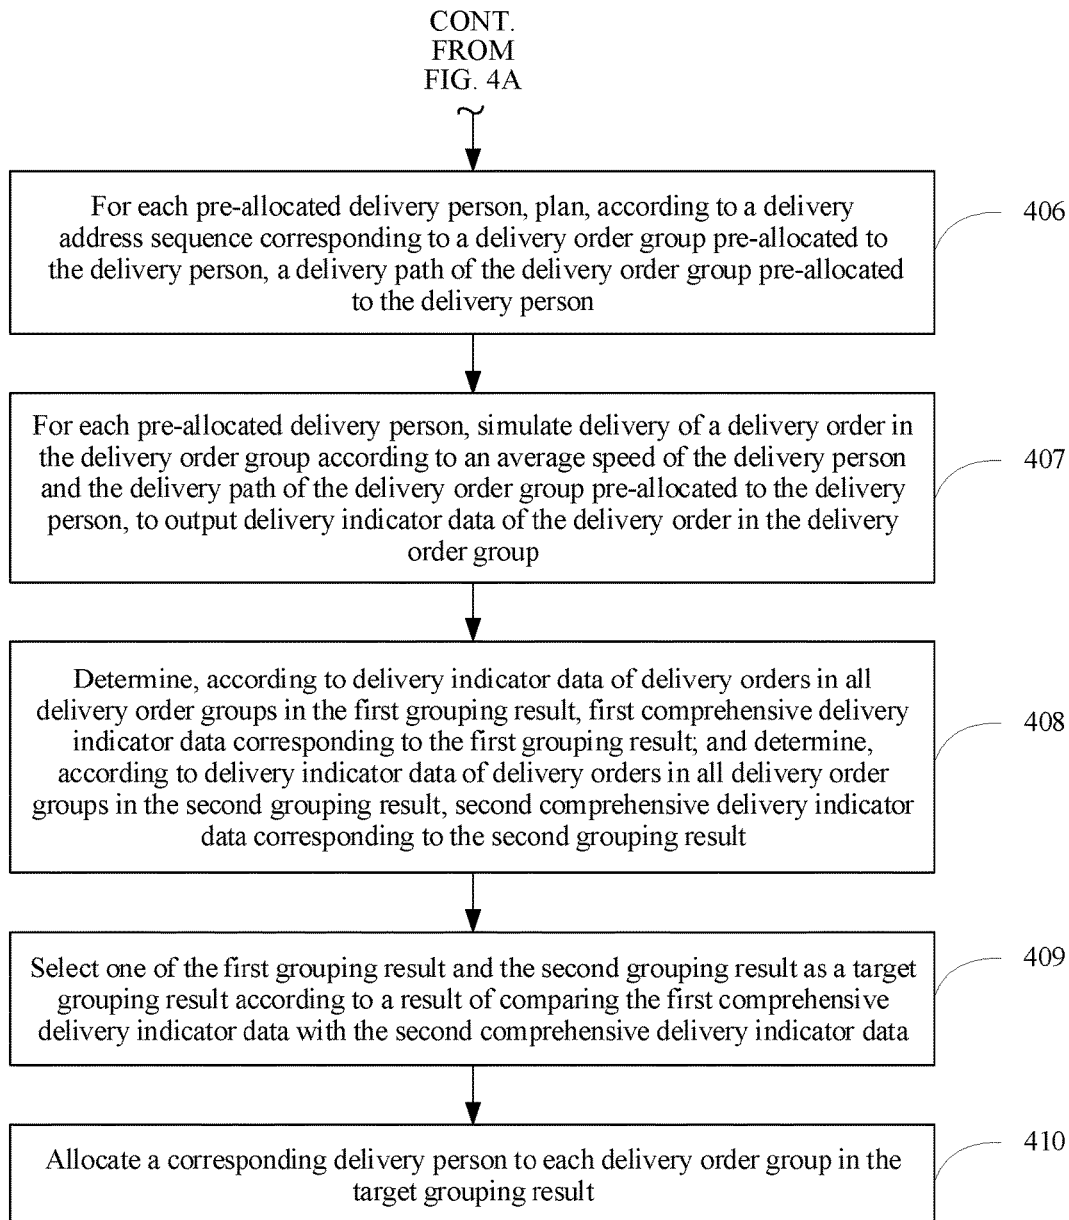 CONT.
FROM
FIG. 4A
For each pre-allocated delivery person, plan, according to a delivery
address sequence corresponding to a delivery order group pre-allocated to
the delivery person, a delivery path of the delivery order group pre-allocated
to the delivery person
406
For each pre-allocated delivery person, simulate delivery of a delivery order in
the delivery order group according to an average speed of the delivery person
and the delivery path of the delivery order group pre-allocated to the delivery
person, to output delivery indicator data of the delivery order in the delivery
order group
407
Determine, according to delivery indicator data of delivery orders in all
delivery order groups in the first grouping result, first comprehensive delivery
indicator data corresponding to the first grouping result; and determine,
according to delivery indicator data of delivery orders in all delivery order
groups in the second grouping result, second comprehensive delivery indicator
data corresponding to the second grouping result
408
Select one of the first grouping result and the second grouping result as a target
grouping result according to a result of comparing the first comprehensive
delivery indicator data with the second comprehensive delivery indicator data
409
Allocate a corresponding delivery person to each delivery order group in the
target grouping result
410